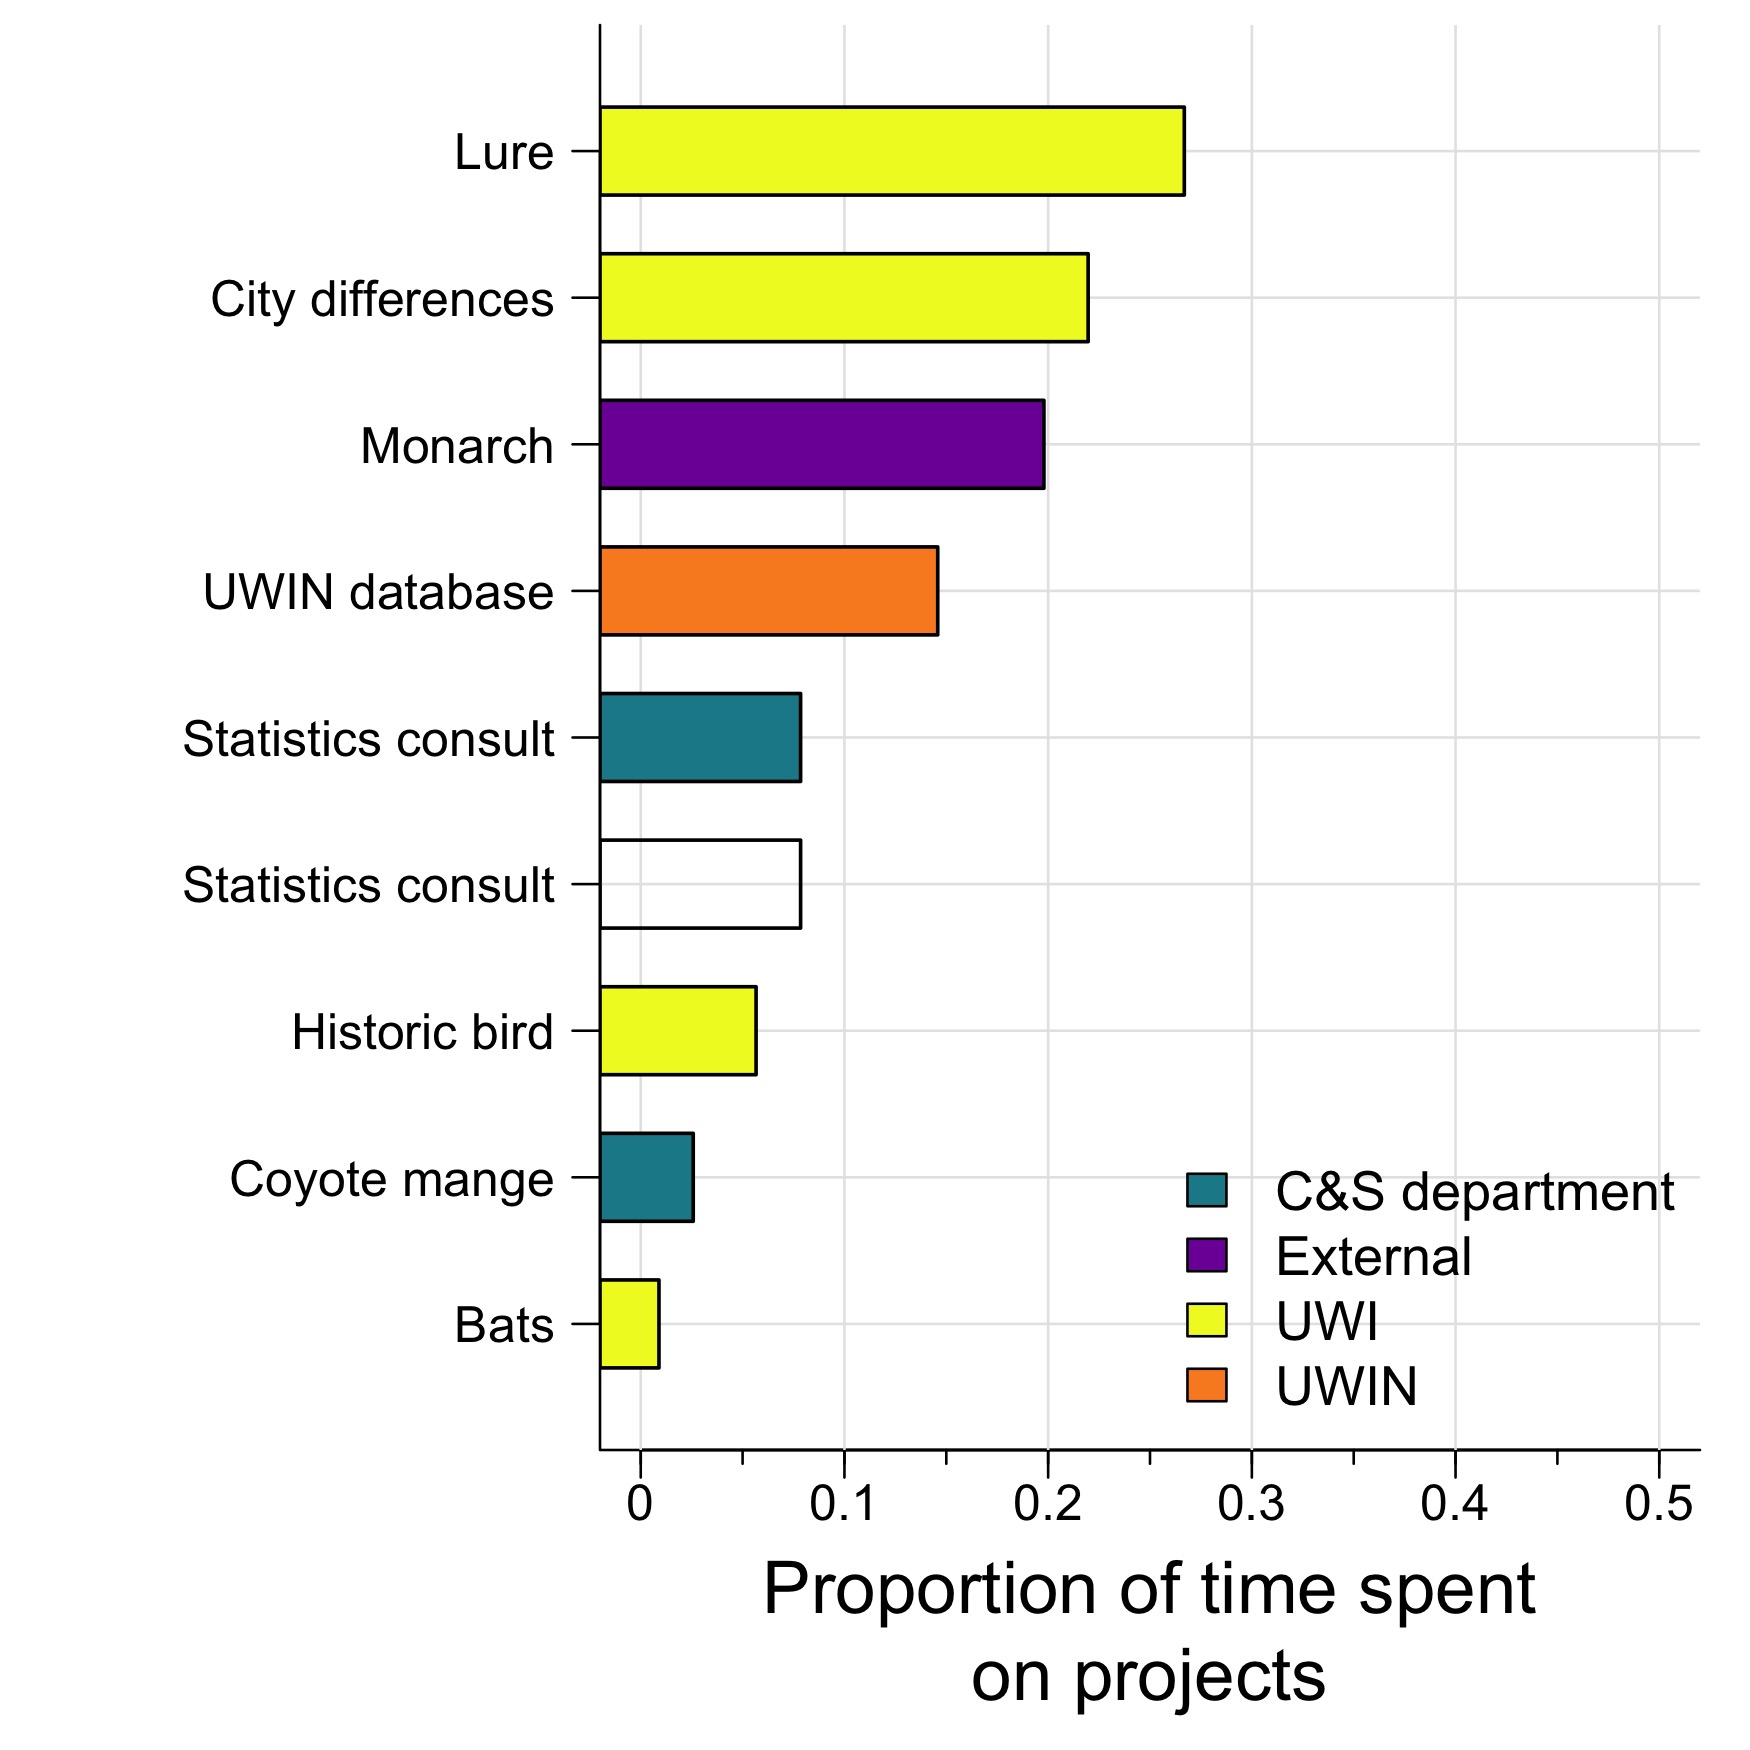 Lure
City differences
Monarch
UWIN database
Statistics consult
Statistics consult
Historic bird
Coyote mange
Bats
C&S department
External
UWI
UWIN
0 0.1 0.2 0.3 0.4 0.5
Proportion of time spent
on projects